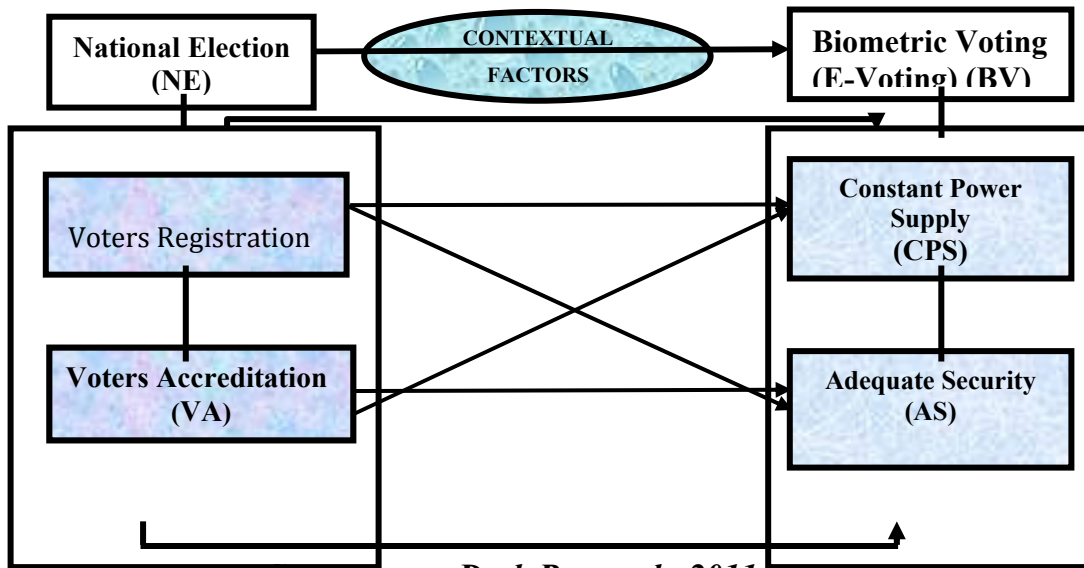 National Election
(NE)
CONTEXTUAL
FACTORS
Biometric Voting
(E-Voting) (BV)
Voters Registration
Constant Power
Supply
(CPS)
Voters Accreditation
(VA)
Adequate Security
(AS)
2011